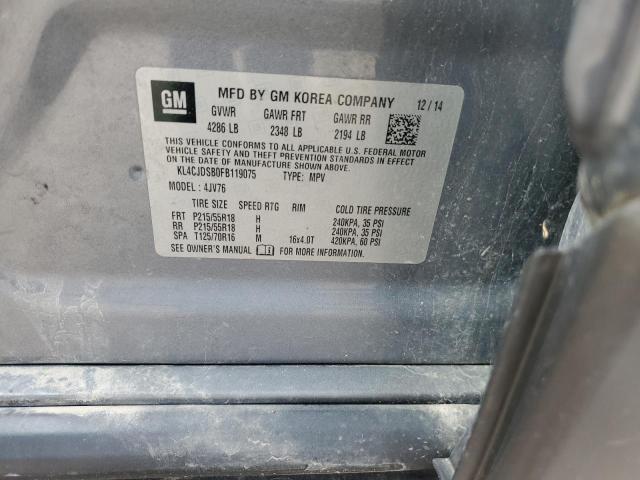 GM
MFD BY GM KOREA COMPANY 12/14
GVWR GAWR FRT GAWR RR
4286 LB 2348 LB 2194 LB
THIS VEHICLE CONFORMS TO ALL APPLICABLE U.S. FEDERAL MOTOR
VEHICLE SAFETY AND THEFT PREVENTION STANDARDS IN EFFECT
ON THE DATE OF MANUFACTURE SHOWN ABOVE.
KL4CJDSB0FB119075 TYPE: MPV
MODEL: 4JV76
TIRE SIZE SPEED RTG RIM COLD TIRE PRESSURE
FRT P215/55R18 H 240KPA, 35 PSI
RR P215/55R18 H 240KPA, 35 PSI
SPA T125/70R16 M 16x4.0T 420KPA, 60 PSI
SEE OWNER'S MANUAL FOR MORE INFORMATION.